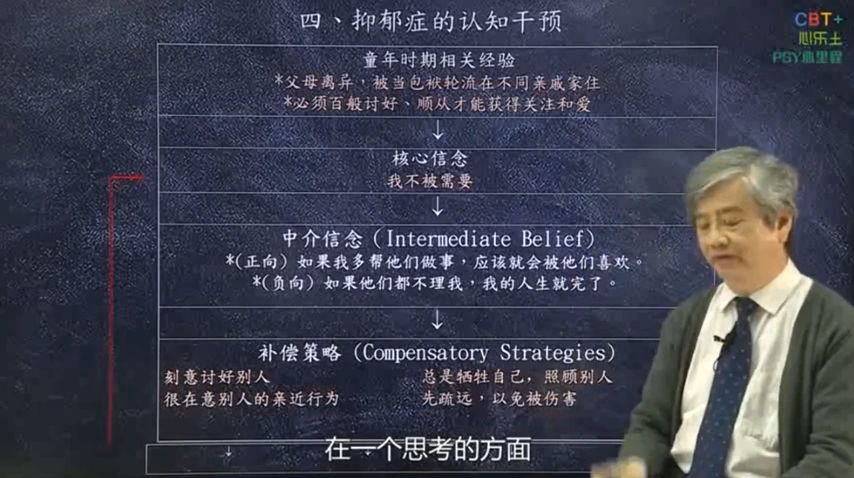 四、抑郁症的认知干预
CBT+
心乐土
PSY心里程
童年时期相关经验
*父母离异，被当包袱轮流在不同亲戚家住
*必须百般讨好、顺从才能获得关注和爱
↓
核心信念
我不被需要
↓
中介信念（Intermediate Belief）
*(正向) 如果我多帮他们做事，应该就会被他们喜欢。
*(负向) 如果他们都不理我，我的人生就完了。
↓
补偿策略（Compensatory Strategies）
刻意讨好别人 总是牺牲自己，照顾别人
很在意别人的亲近行为 先疏远，以免被伤害
在一个思考的方面